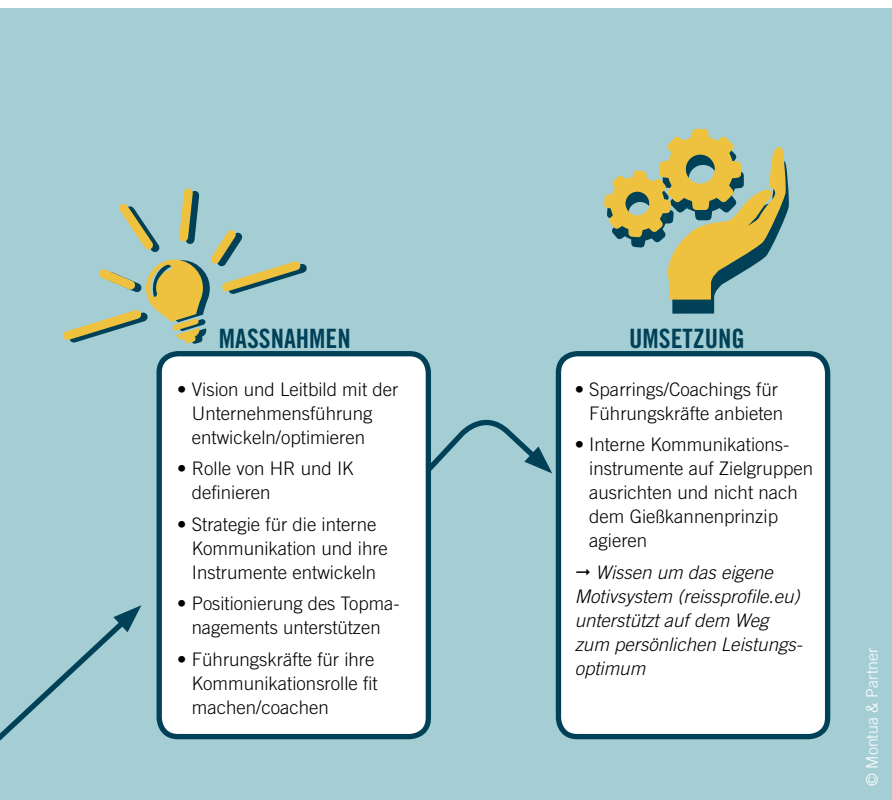 MASSNAHMEN
• Vision und Leitbild mit der
Unternehmensführung
entwickeln/optimieren
• Rolle von HR und IK
definieren
• Strategie für die interne
Kommunikation und ihre
Instrumente entwickeln
• Positionierung des Topma-
nagements unterstützen
• Führungskräfte für ihre
Kommunikationsrolle fit
machen/coachen
UMSETZUNG
• Sparrings/Coachings für
Führungskräfte anbieten
• Interne Kommunikations-
instrumente auf Zielgruppen
ausrichten und nicht nach
dem Gießkannenprinzip
agieren
→ Wissen um das eigene
Motivsystem (reissprofile.eu)
unterstützt auf dem Weg
zum persönlichen Leistungs-
optimum
© Montua & Partner